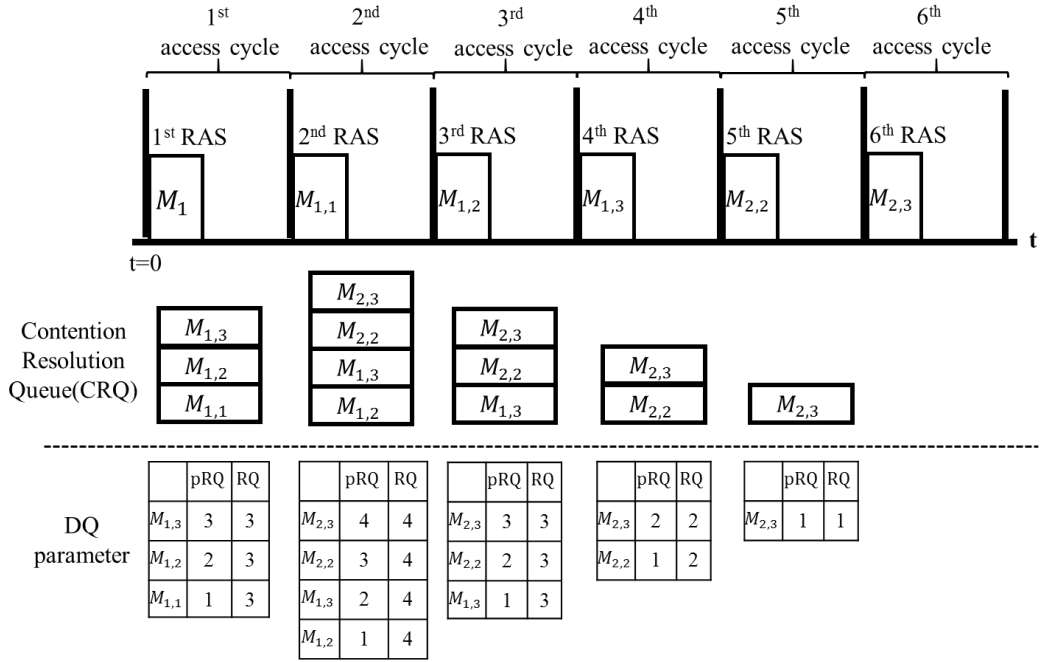 1st 2nd 3rd 4th 5th 6th
access cycle access cycle access cycle access cycle access cycle access cycle
1st RAS 2nd RAS 3rd RAS 4th RAS 5th RAS 6th RAS
M1 M1,1 M1,2 M1,3 M2,2 M2,3
t
t=0
Contention
Resolution
Queue(CRQ)
M1,3
M1,2
M1,1
M2,3
M2,2
M1,3
M1,2
M2,3
M2,2
M1,3
M2,3
M2,2
M2,3
DQ
parameter
pRQ RQ
M1,3 3 3
M1,2 2 3
M1,1 1 3
pRQ RQ
M2,3 4 4
M2,2 3 4
M1,3 2 4
M1,2 1 4
pRQ RQ
M2,3 3 3
M2,2 2 3
M1,3 1 3
pRQ RQ
M2,3 2 2
M2,2 1 2
pRQ RQ
M2,3 1 1